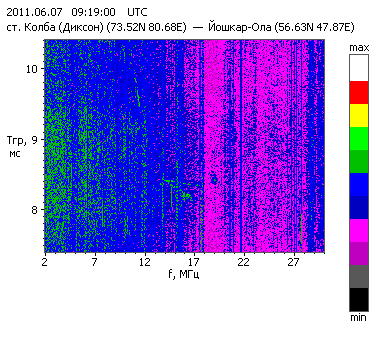 2011.06.07 09:19:00 UTC
ст. Колба (Диксон) (73.52N 80.68E) — Йошкар-Ола (56.63N 47.87E)
max
10
Tгр,
мс
9
8
2 7 12 17 22 27
f, МГц
min